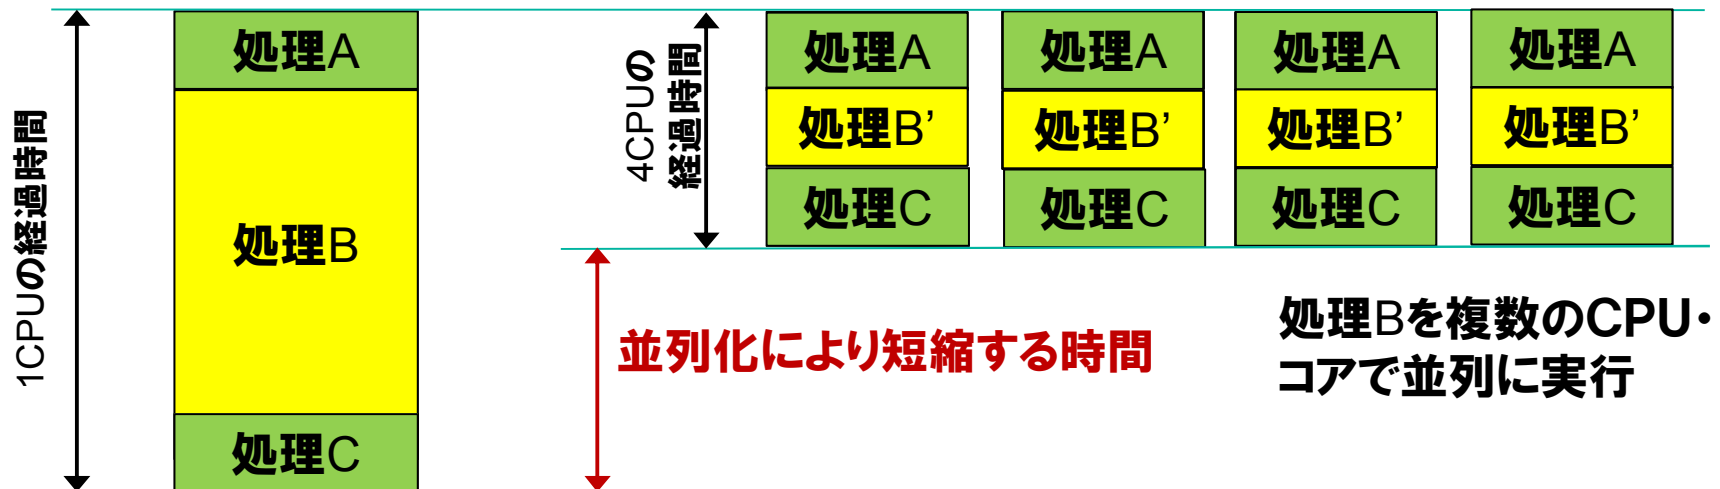 1CPUの経過時間
処理A
処理B
処理C
4CPUの
経過時間
処理A
処理B’
処理C
処理A
処理B’
処理C
処理A
処理B’
処理C
処理A
処理B’
処理C
並列化により短縮する時間
処理Bを複数のCPU・
コアで並列に実行